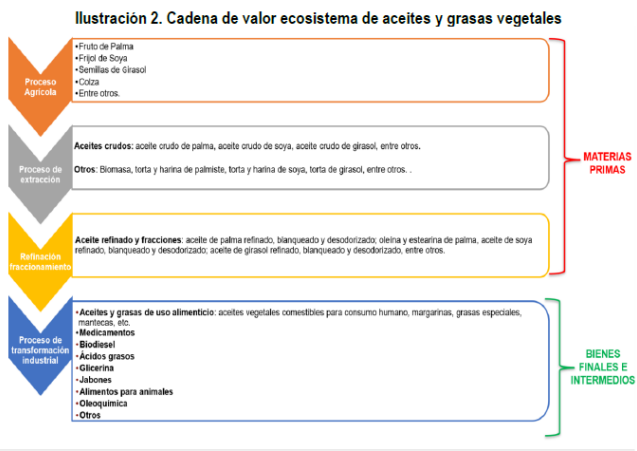 Ilustración 2. Cadena de valor ecosistema de aceites y grasas vegetales
Proceso
Agrícola
•Fruto de Palma
•Frijol de Soya
•Semillas de Girasol
•Colza
•Entre otros.
Proceso de
extracción
Aceites crudos: aceite crudo de palma, aceite crudo de soya, aceite crudo de girasol, entre otros.
Otros: Biomasa, torta y harina de palmiste, torta y harina de soya, torta de girasol, entre otros. .
Refinación
fraccionamiento
Aceite refinado y fracciones: aceite de palma refinado, blanqueado y desodorizado; oleina y estearina de palma, aceite de soya
refinado, blanqueado y desodorizado; aceite de girasol refinado, blanqueado y desodorizado, entre otros.
MATERIAS
PRIMAS
Proceso de
transformación
industrial
•Aceites y grasas de uso alimenticio: aceites vegetales comestibles para consumo humano, margarinas, grasas especiales,
mantecas, etc.
•Medicamentos
•Biodiesel
•Ácidos grasos
•Glicerina
•Jabones
•Alimentos para animales
•Oleoquimica
•Otros
BIENES
FINALES E
INTERMEDIOS